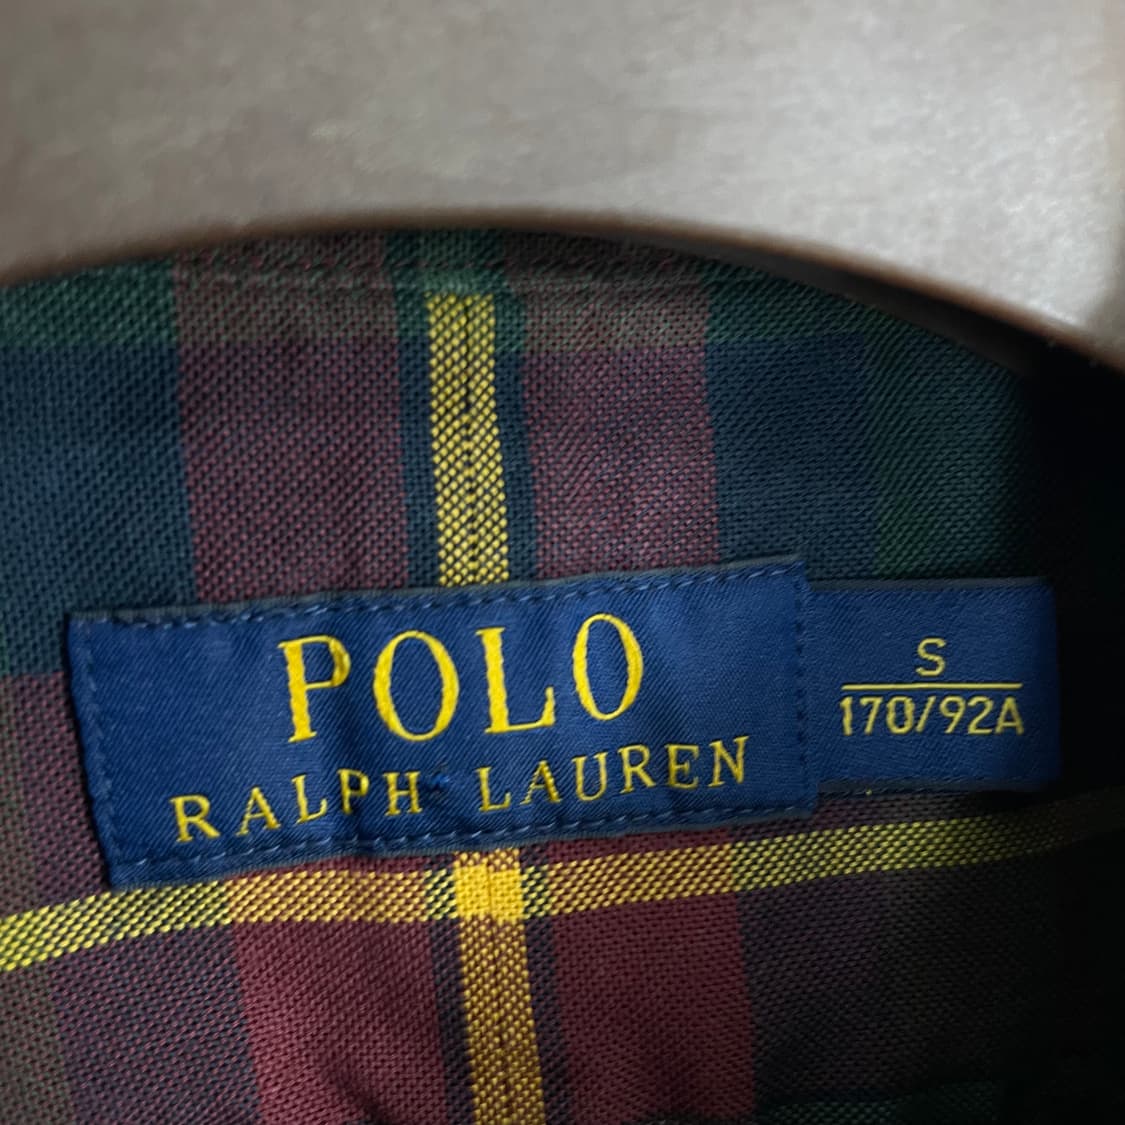 POLO
RALPH LAUREN
S
170/92A